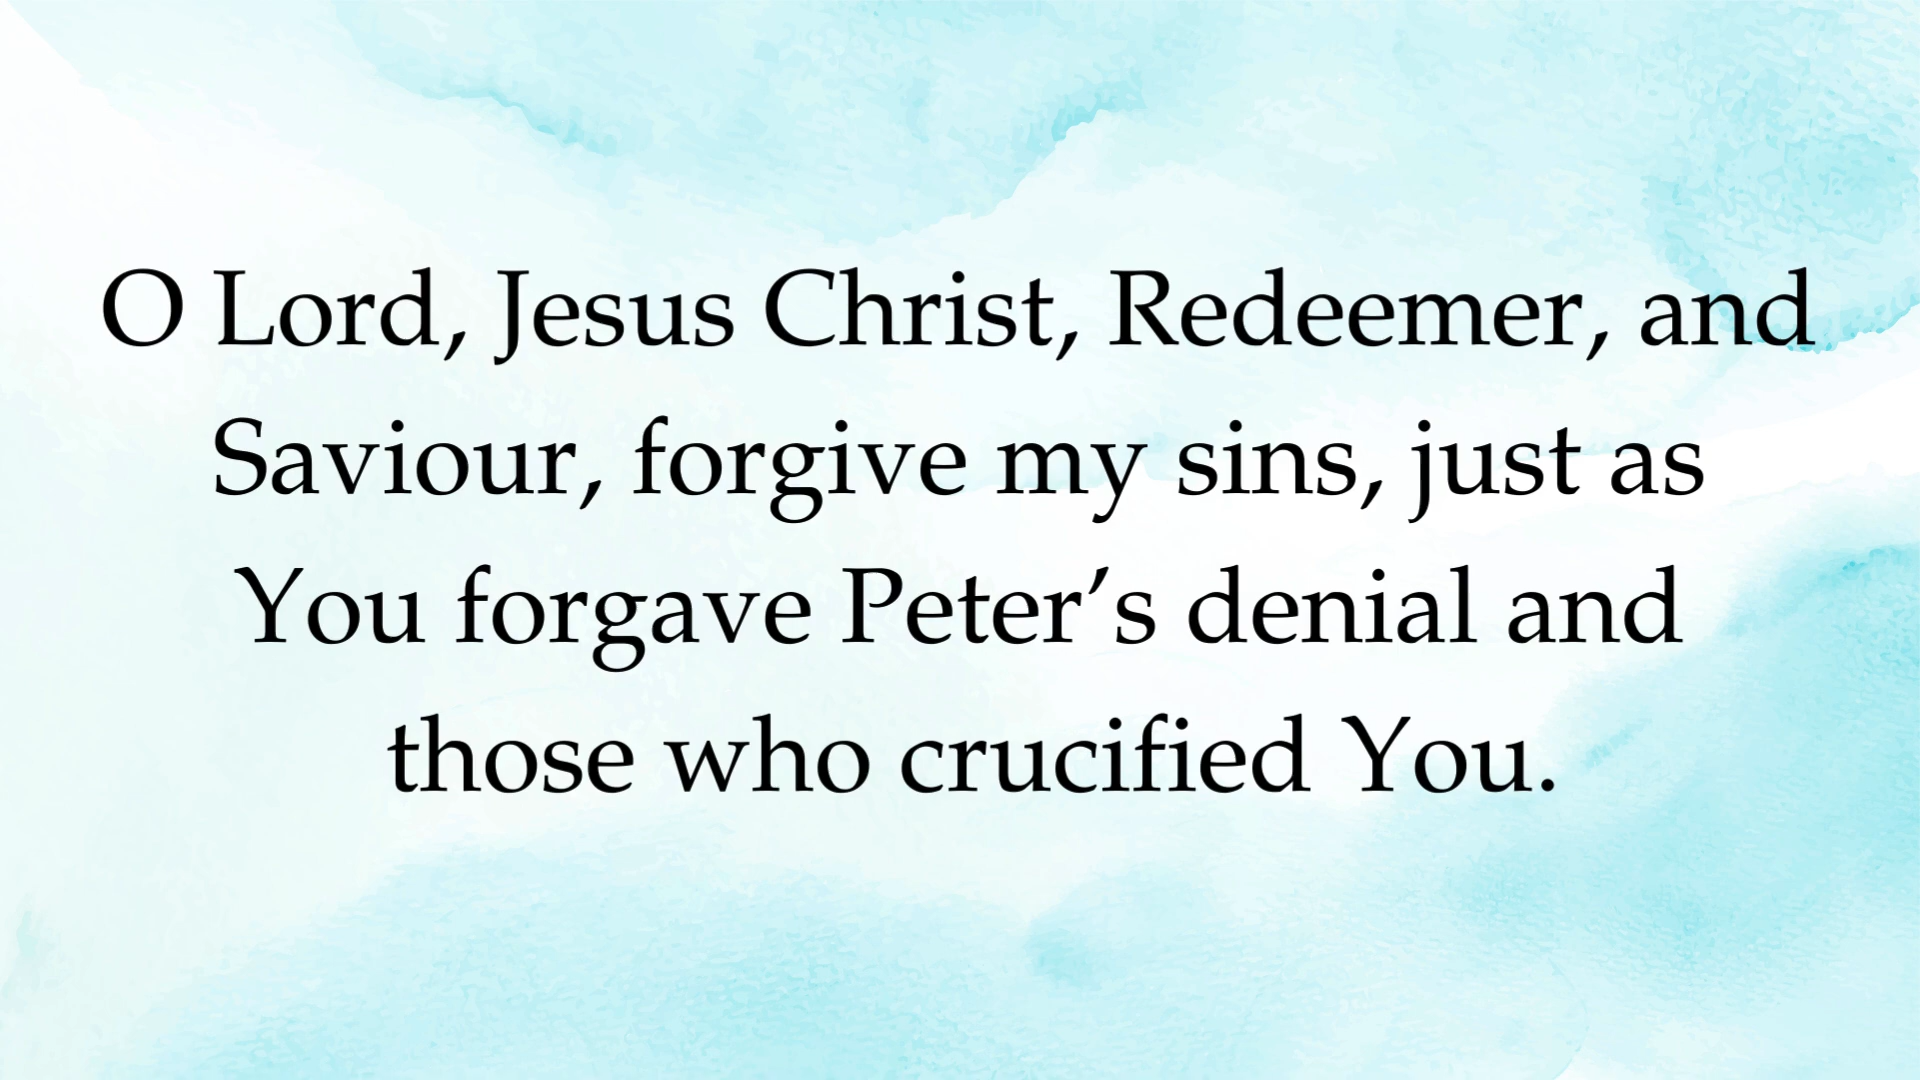 O Lord, Jesus Christ, Redeemer, and
Saviour, forgive my sins, just as
You forgave Peter’s denial and
those who crucified You.